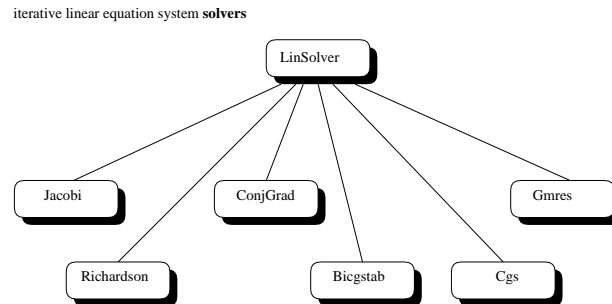 iterative linear equation system solvers
LinSolver
Jacobi
ConjGrad
Gmres
Richardson
Bicgstab
Cgs